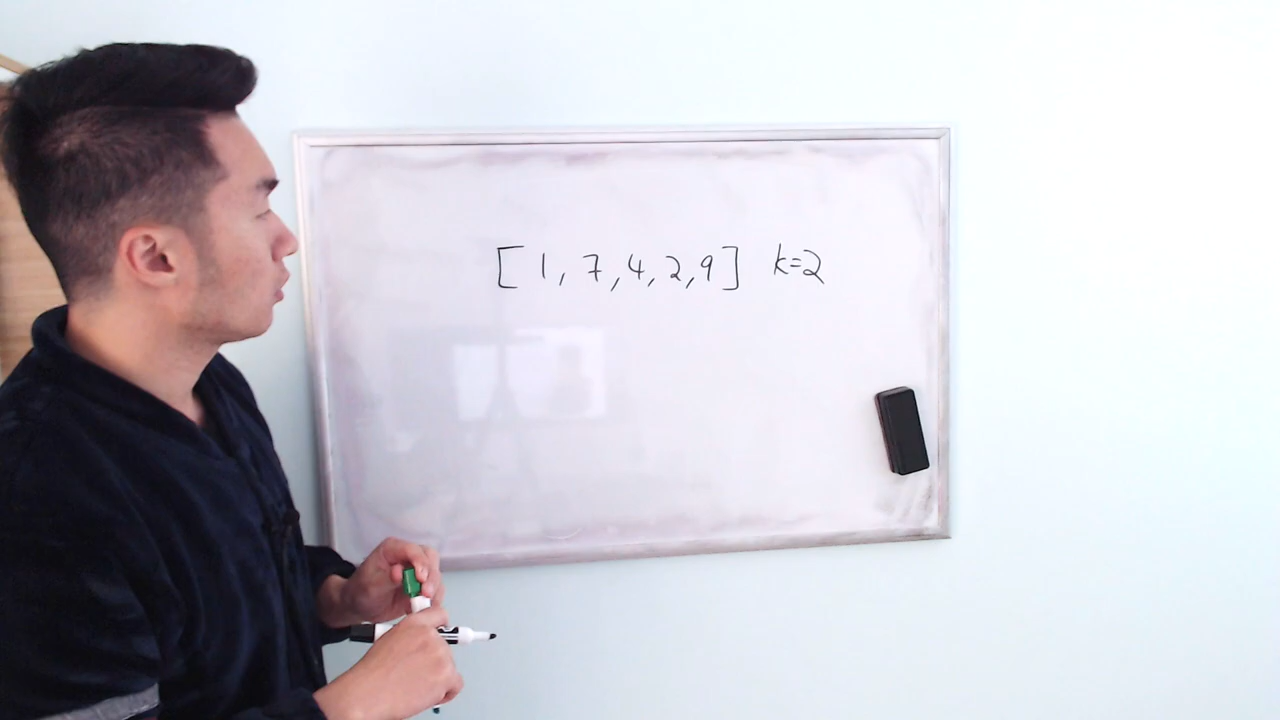 [1, 7, 4, 2, 9] k=2